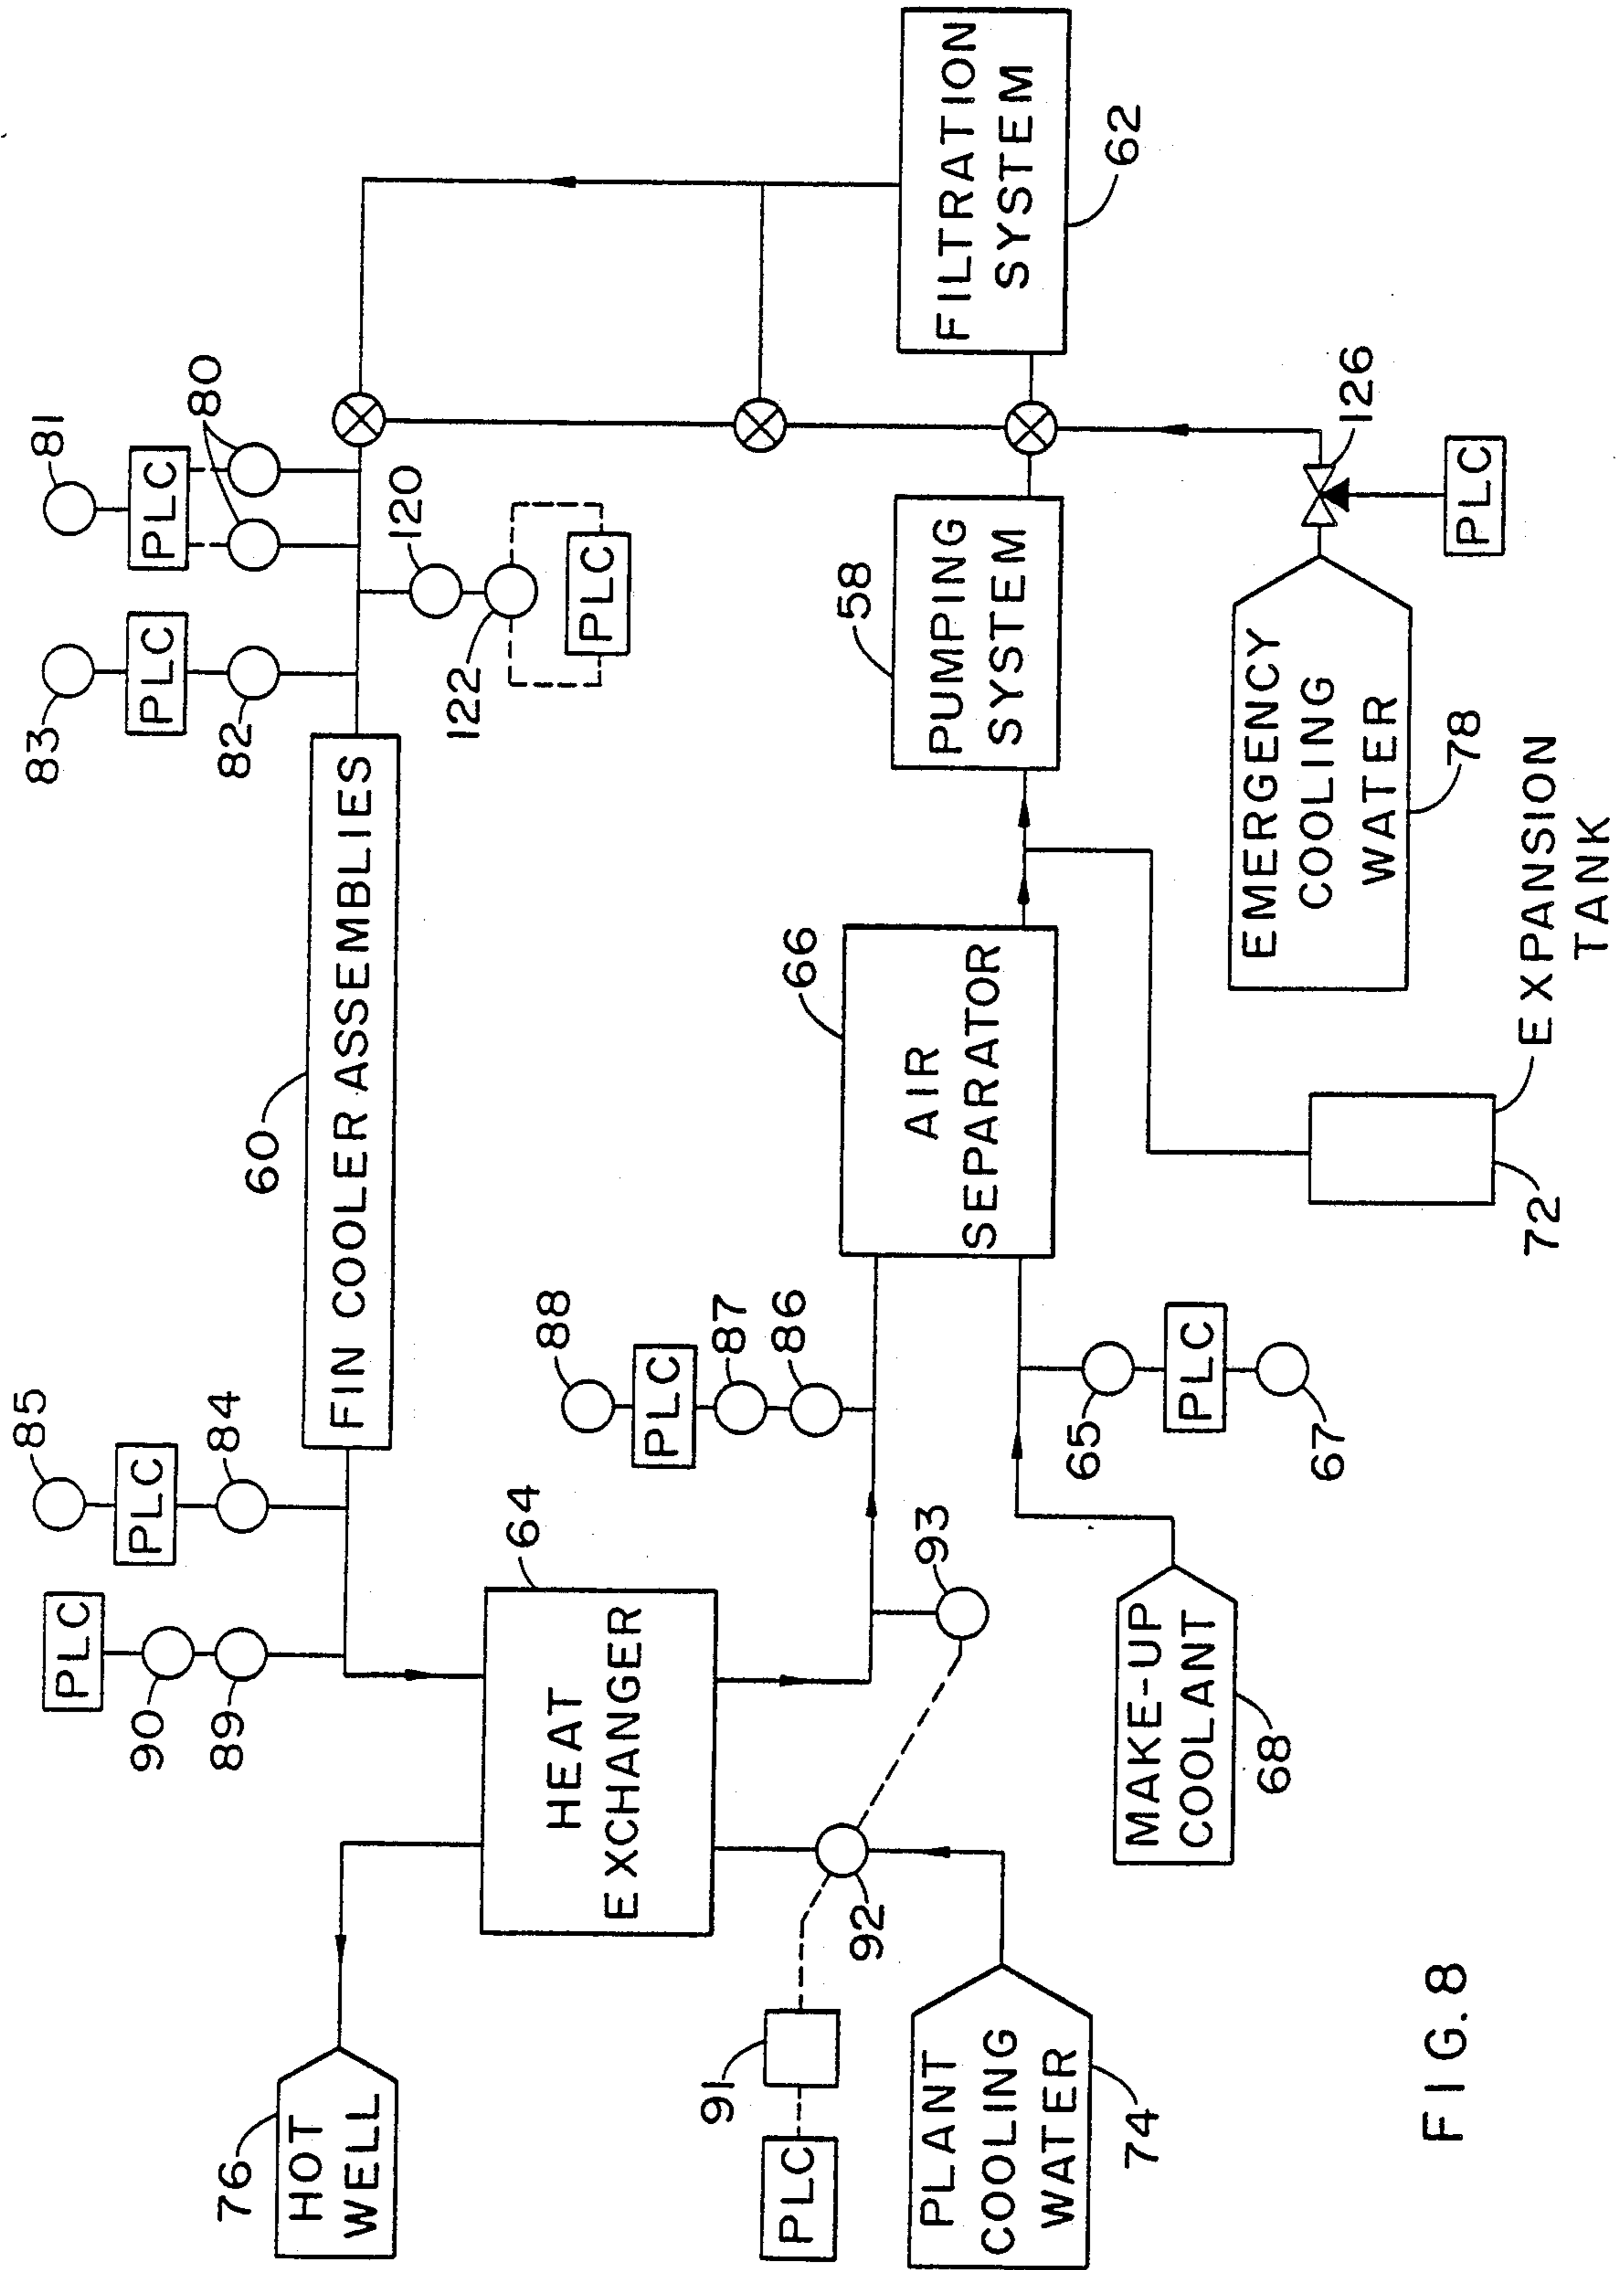 81
80
PLC
83
PLC
82
120
122
PLC
FILTRATION
SYSTEM
62
60
FIN COOLER ASSEMBLIES
58
PUMPING
SYSTEM
126
PLC
EMERGENCY
COOLING
WATER
78
85
PLC
84
PLC
90
89
88
PLC
87
86
66
AIR
SEPARATOR
EXPANSION
TANK
72
64
HEAT
EXCHANGER
93
65
PLC
67
MAKE-UP
COOLANT
68
76
HOT
WELL
91
PLC
92
PLANT
COOLING
WATER
74
FIG. 8